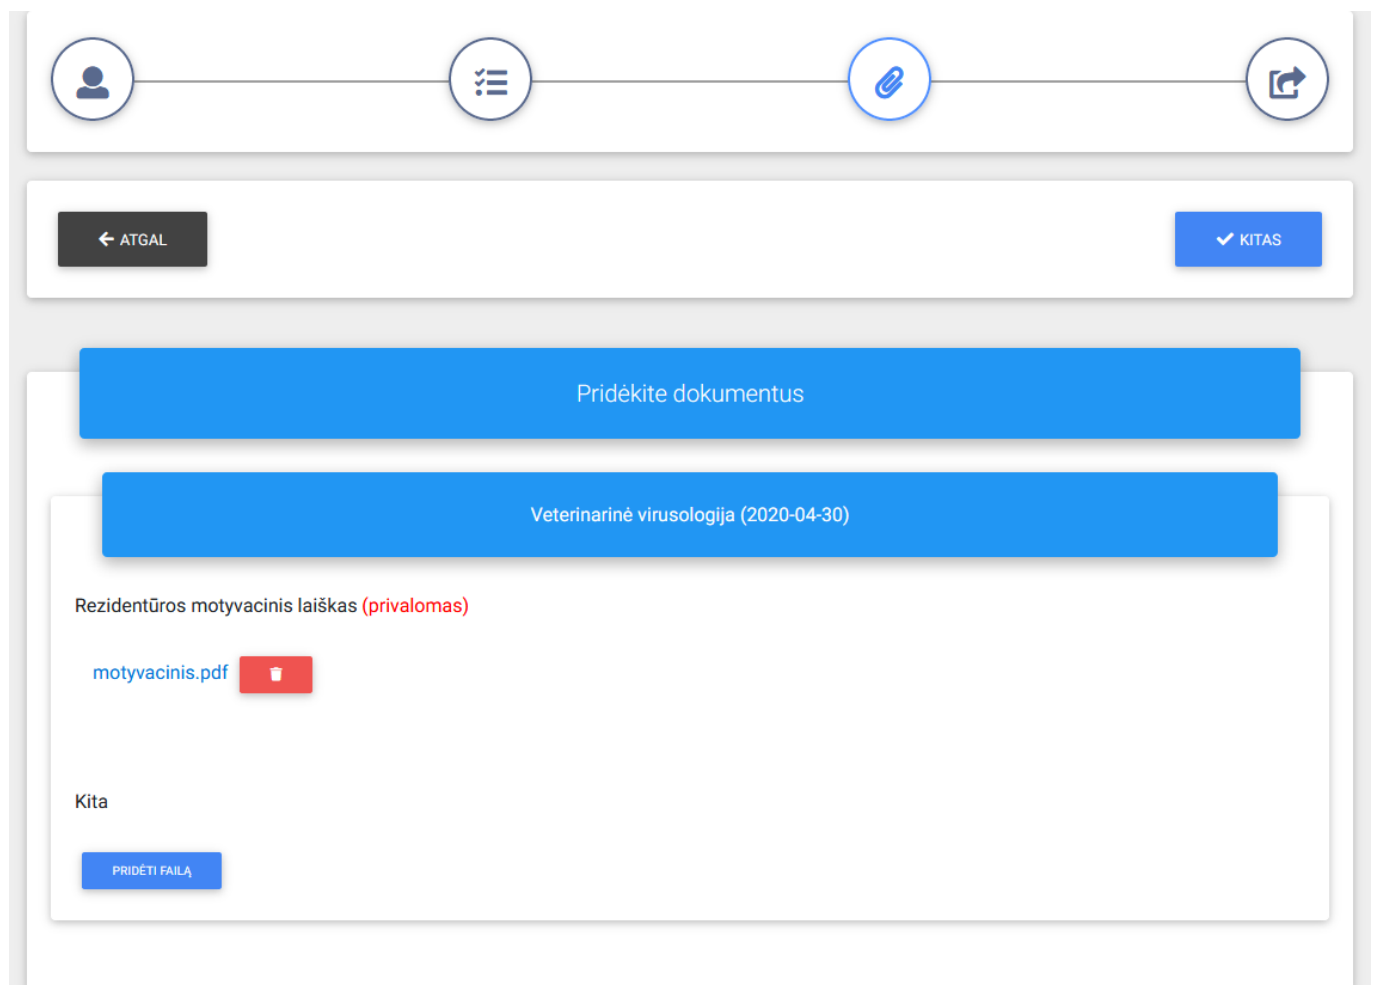 ATGAL
KITAS
Pridėkite dokumentus
Veterinarinė virusologija (2020-04-30)
Rezidentūros motyvacinis laiškas (privalomas)
motyvacinis.pdf
Kita
PRIDĖTI FAILĄ